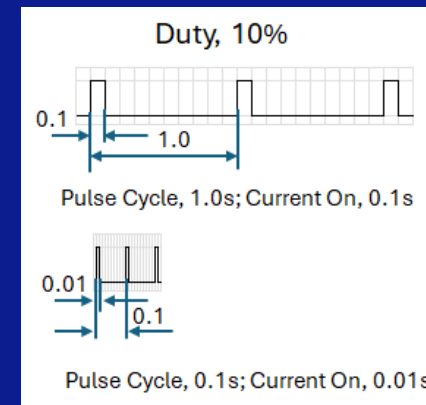 Duty, 10%
0.1
1.0
Pulse Cycle, 1.0s; Current On, 0.1s
0.01
0.1
Pulse Cycle, 0.1s; Current On, 0.01s